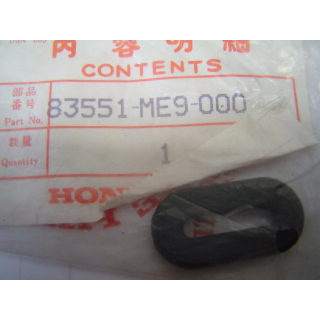 内容明細
CONTENTS
部品
番号
Part No.
83551-ME9-000
数量
Quantity
1
HON